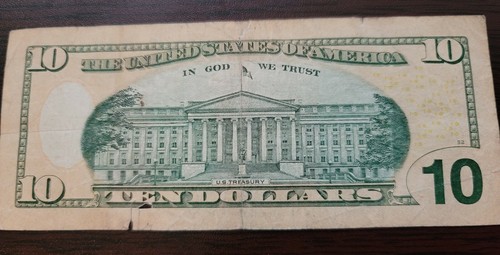 10 THE UNITED STATES OF AMERICA 10
IN GOD WE TRUST
U.S. TREASURY
10 TEN DOLLARS 10